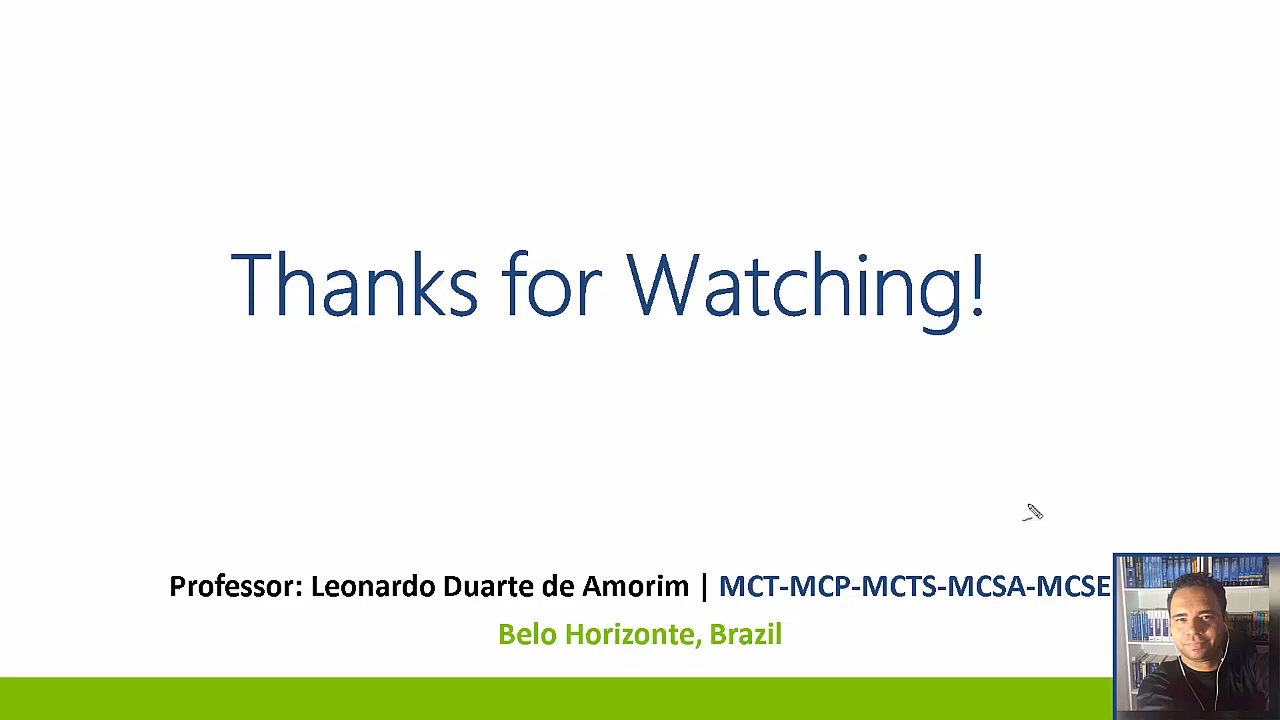 Thanks for Watching!
Professor: Leonardo Duarte de Amorim | MCT-MCP-MCTS-MCSA-MCSE
Belo Horizonte, Brazil